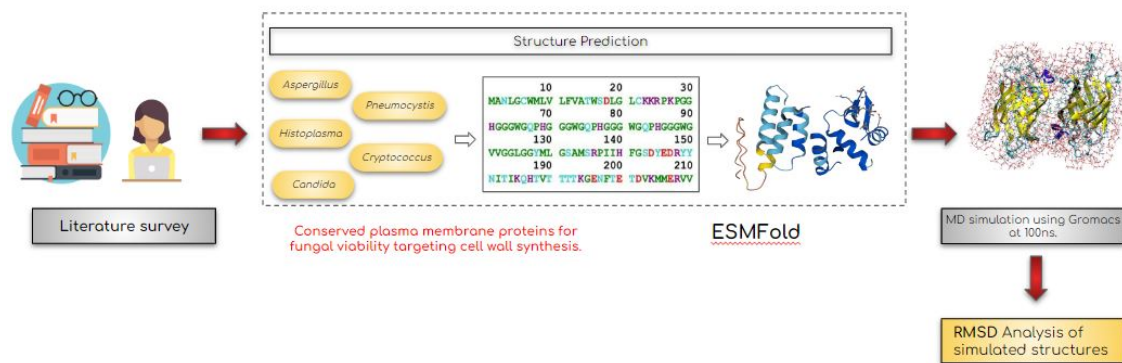 Structure Prediction
Aspergillus
Pneumocystis
Histoplasma
Cryptococcus
Candida
10 20 30
MANLGCWMLV LFVATWSDLG LCKKRPKPGG
70 80 90
HGGGWGQPHG GGWGQPHGGG WGQPHGGGWG
130 140 150
VVGGLGGYML GSAMSRPIIH FGSDYEDRYY
190 200 210
NITIKQHTVT TTTKGENFTE TDVKMMERVV
Literature survey
Conserved plasma membrane proteins for
fungal viability targeting cell wall synthesis.
ESMFold
MD simulation using Gromacs
at 100ns.
RMSD Analysis of
simulated structures